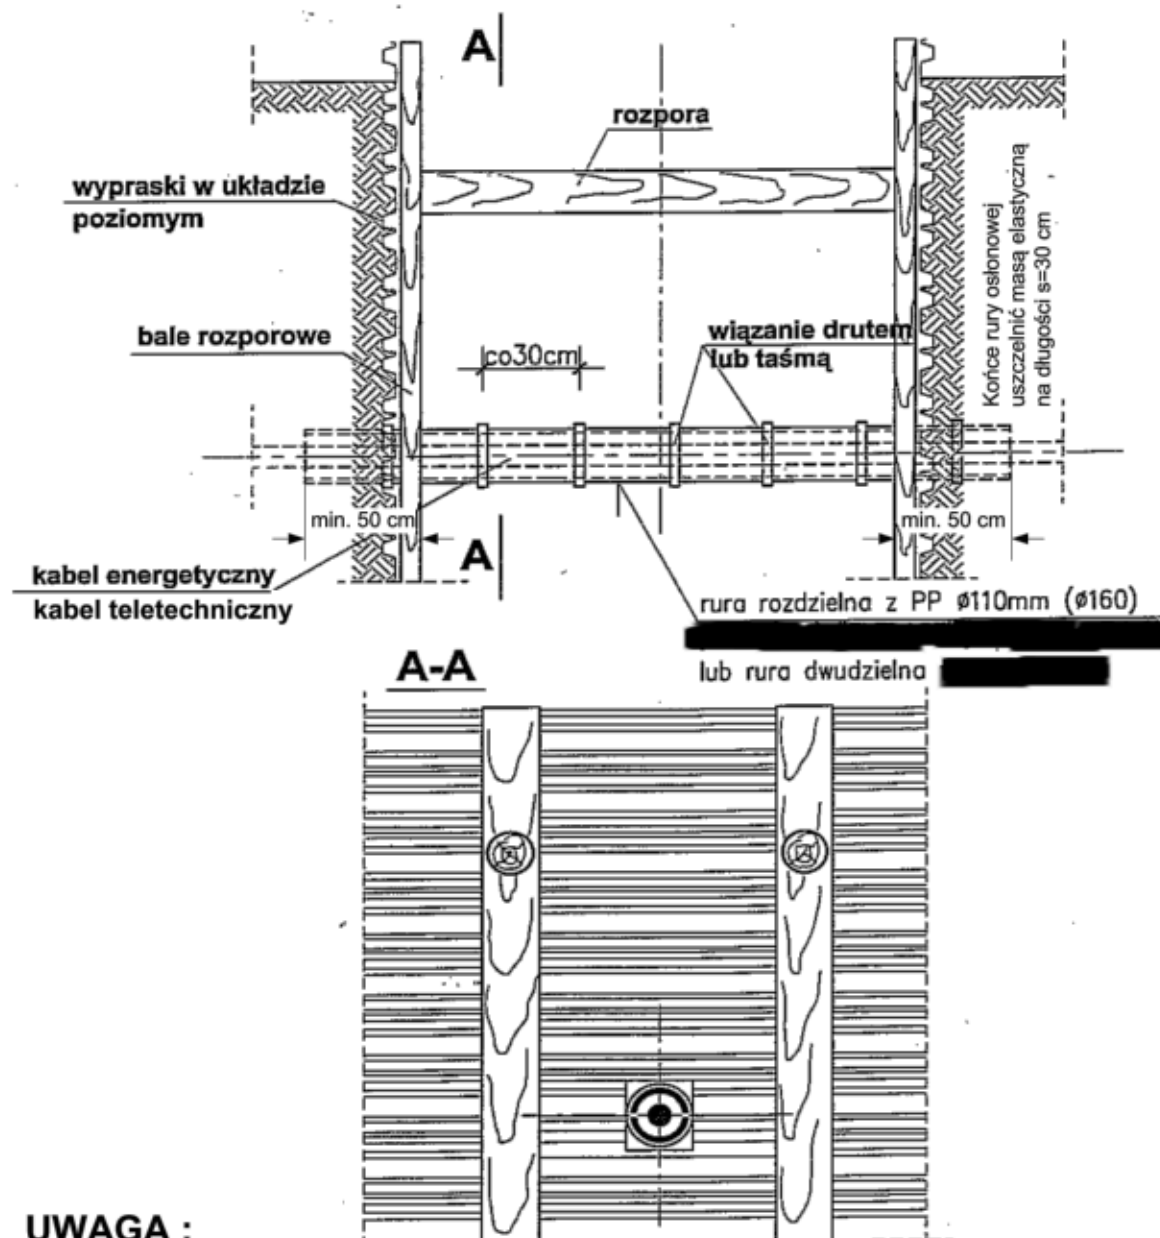 A
rozpora
wypraski w układzie
poziomym
Końce rury osłonowej
uszczelnić masą elastyczną
na długości s=30 cm
bale rozporowe
co30cm
wiązanie drutem
lub taśmą
min. 50 cm
min. 50 cm
A
kabel energetyczny
kabel teletechniczny
rura rozdzielna z PP ø110mm (ø160)
lub rura dwudzielna
A-A
UWAGA :